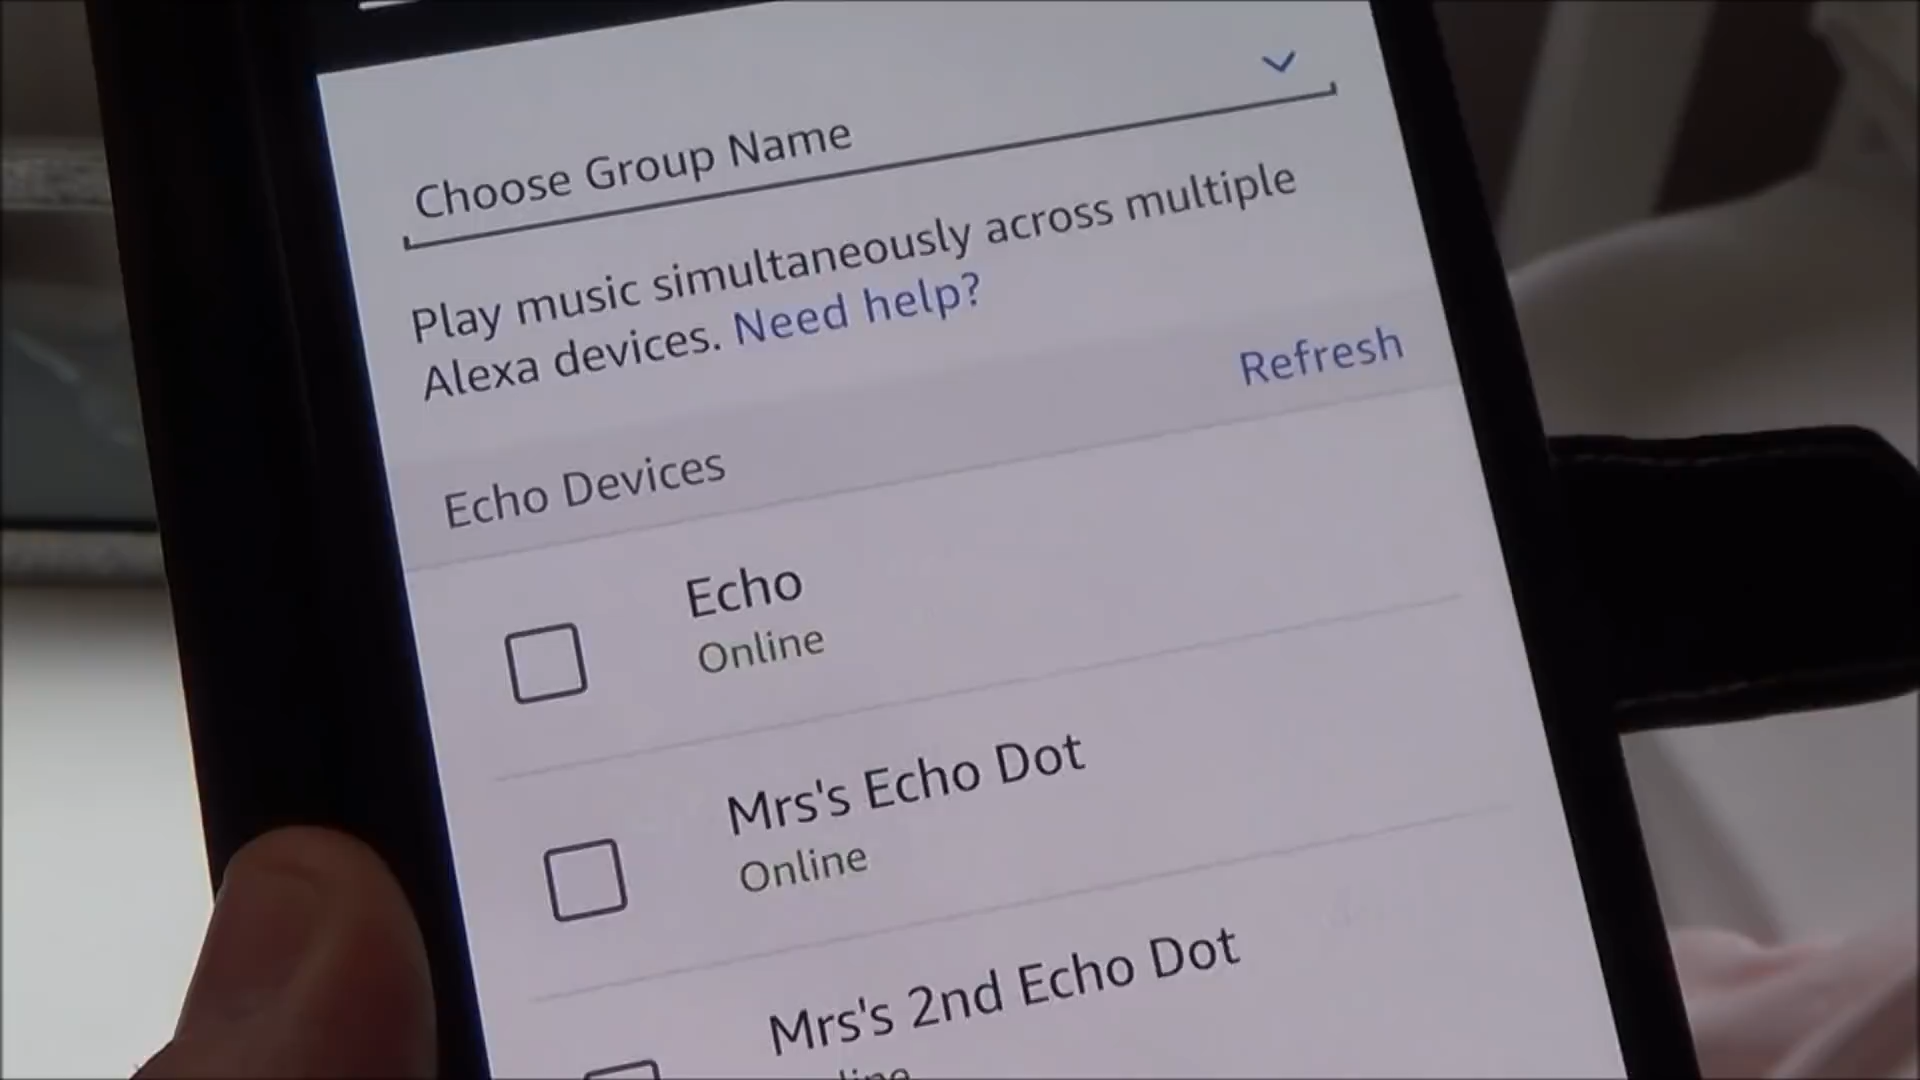 Choose Group Name
Play music simultaneously across multiple
Alexa devices. Need help?
Refresh
Echo Devices
Echo
Online
Mrs's Echo Dot
Online
Mrs's 2nd Echo Dot